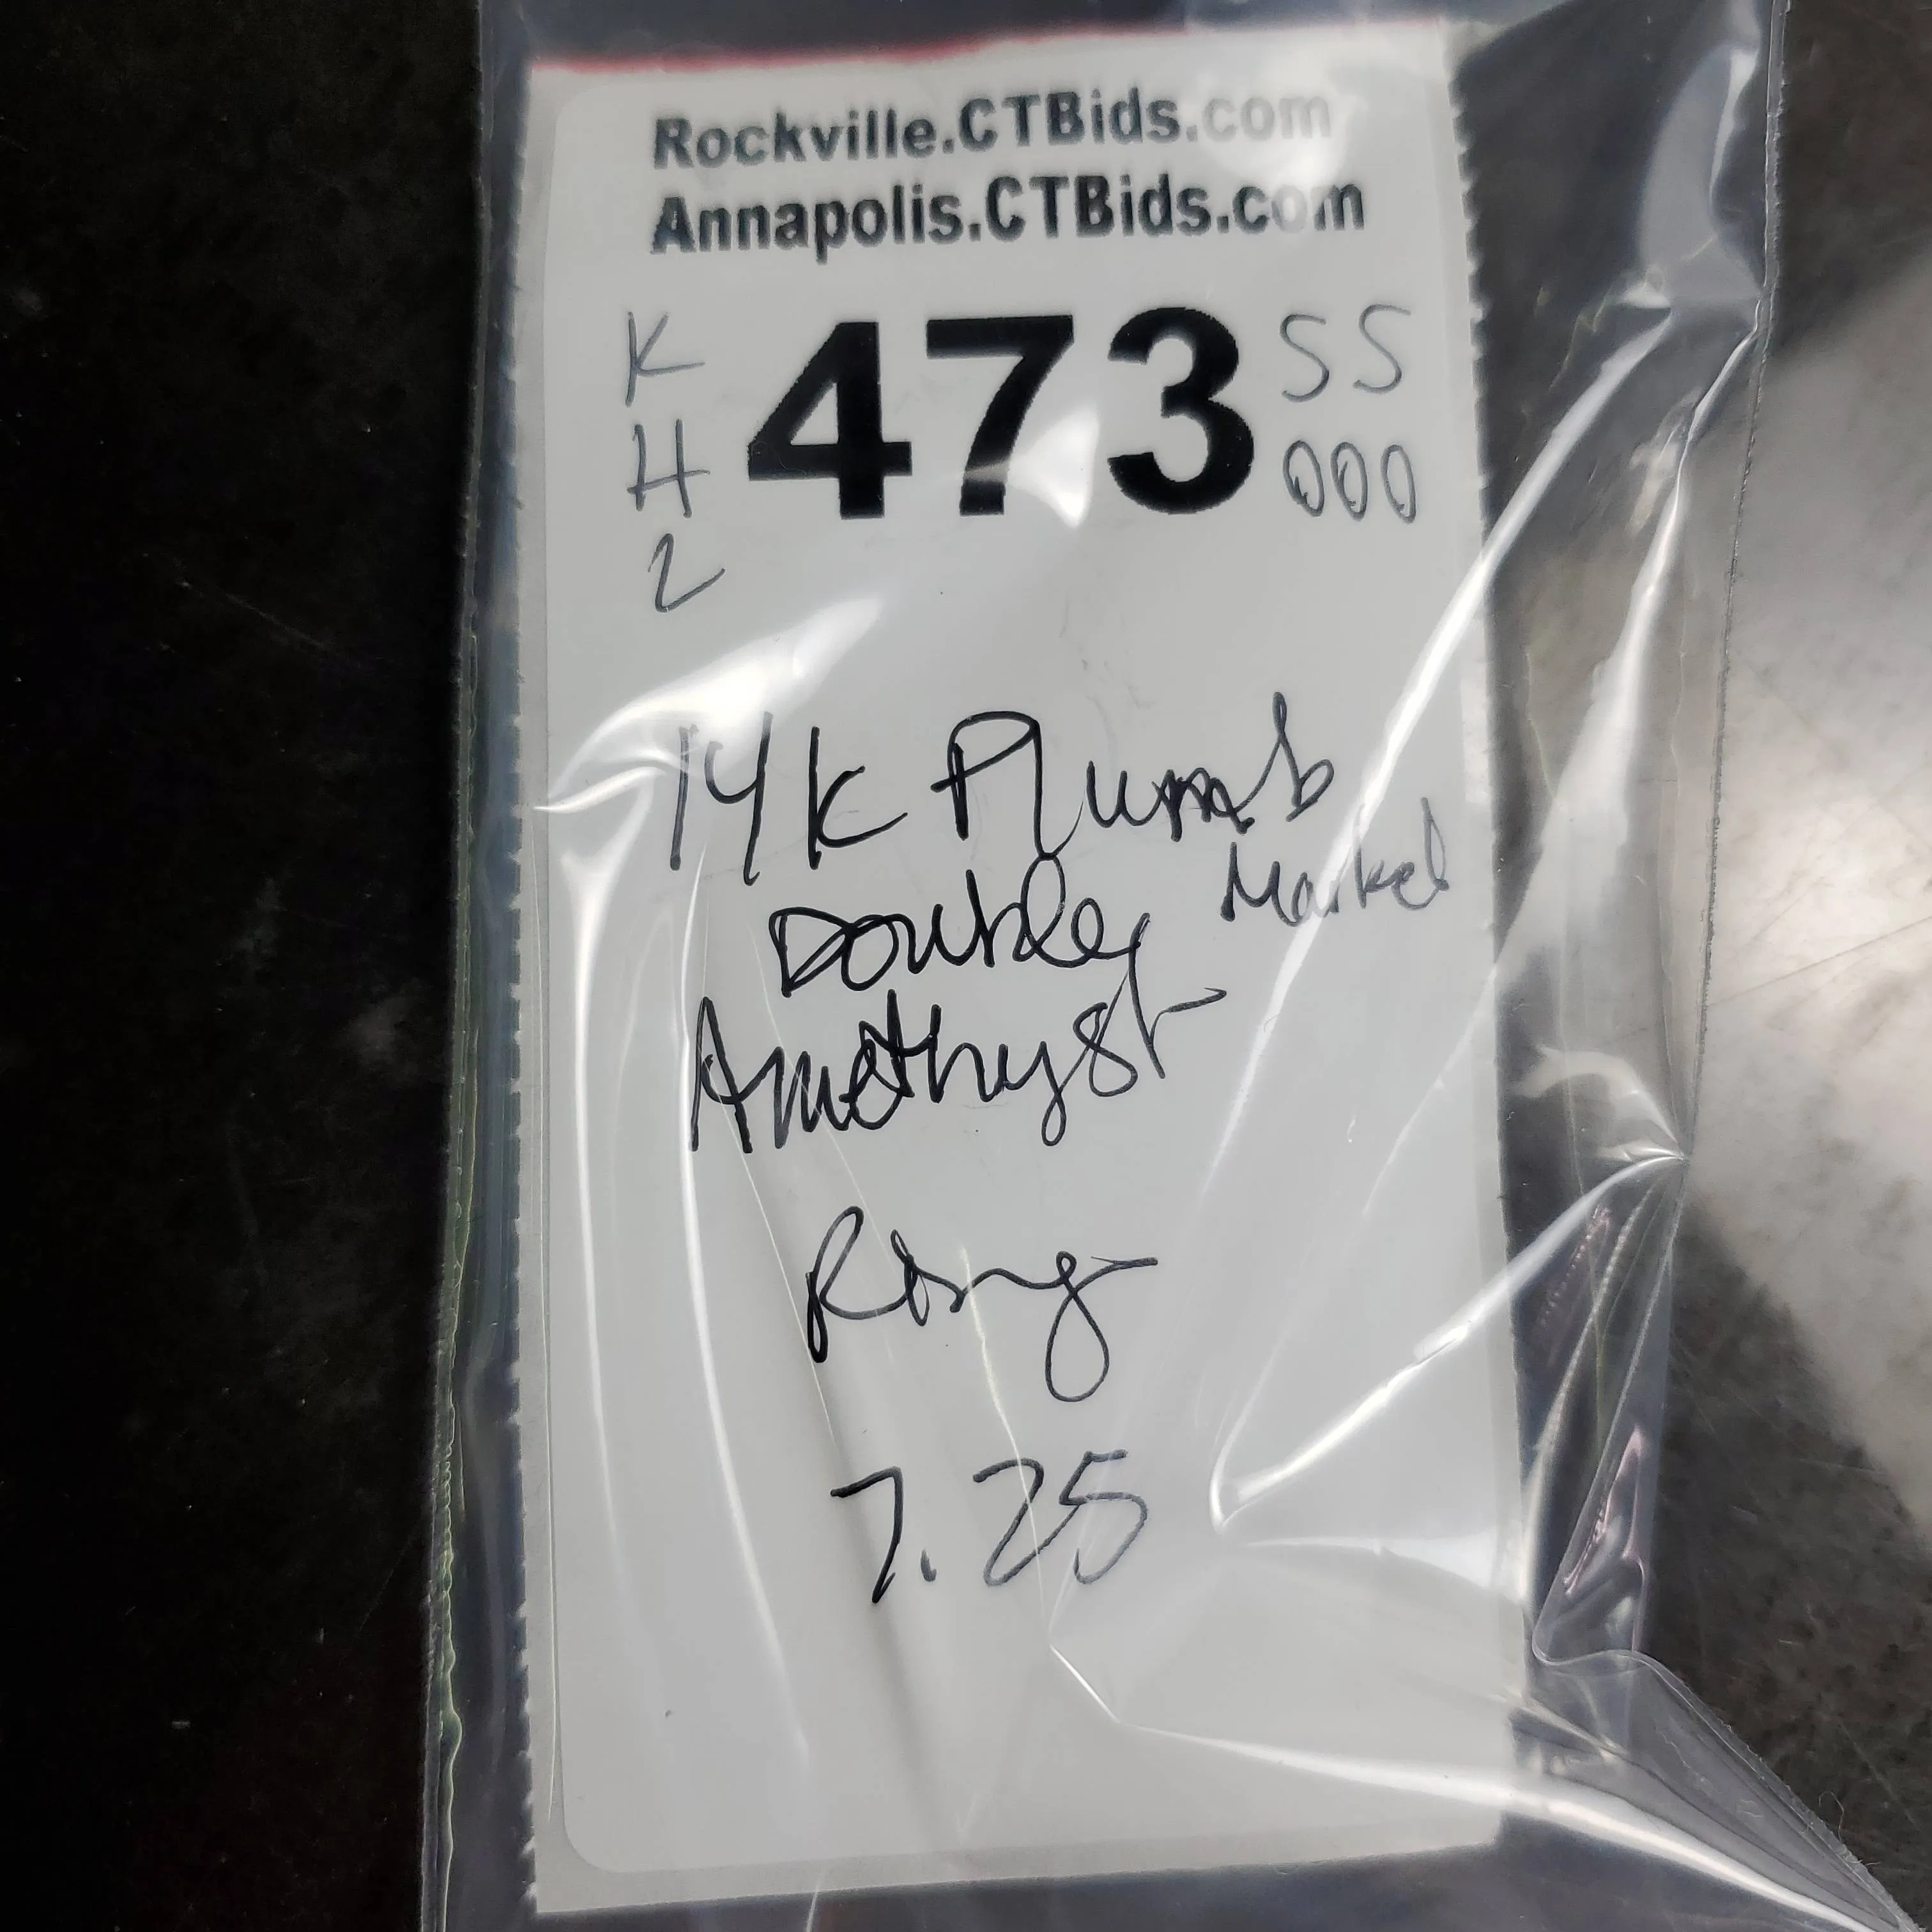 Rockville.CTBids.com
Annapolis.CTBids.com
K 473 SS
H 000
2
14K Plumb
Marked
Double
Amethyst
Ring
7.25